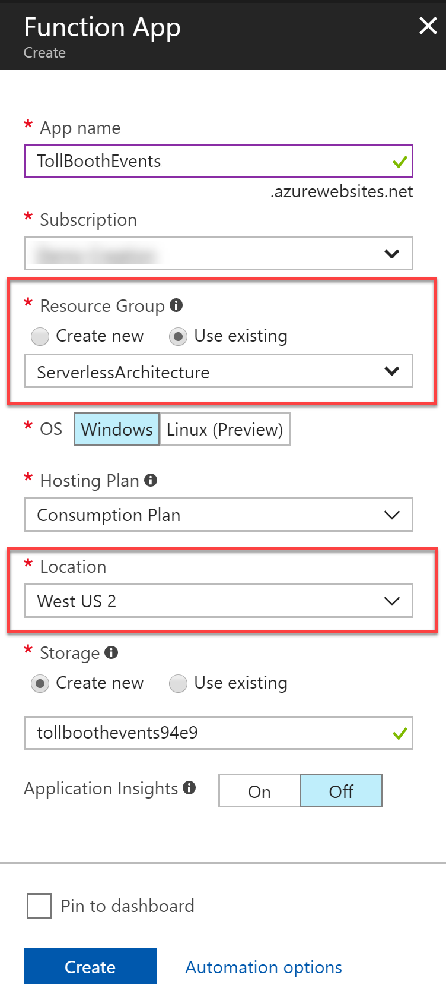 Function App
Create
* App name
TollBoothEvents
.azurewebsites.net
* Subscription
* Resource Group
Create new Use existing
ServerlessArchitecture
* OS Windows Linux (Preview)
* Hosting Plan
Consumption Plan
* Location
West US 2
* Storage
Create new Use existing
tollboothevents94e9
Application Insights On Off
Pin to dashboard
Create Automation options